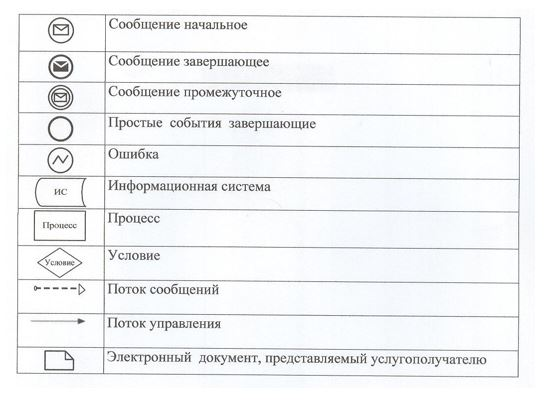 Сообщение начальное
Сообщение завершающее
Сообщение промежуточное
Простые события завершающие
Ошибка
ИС Информационная система
Процесс Процесс
Условие Условие
Поток сообщений
Поток управления
Электронный документ, представляемый услугополучателю